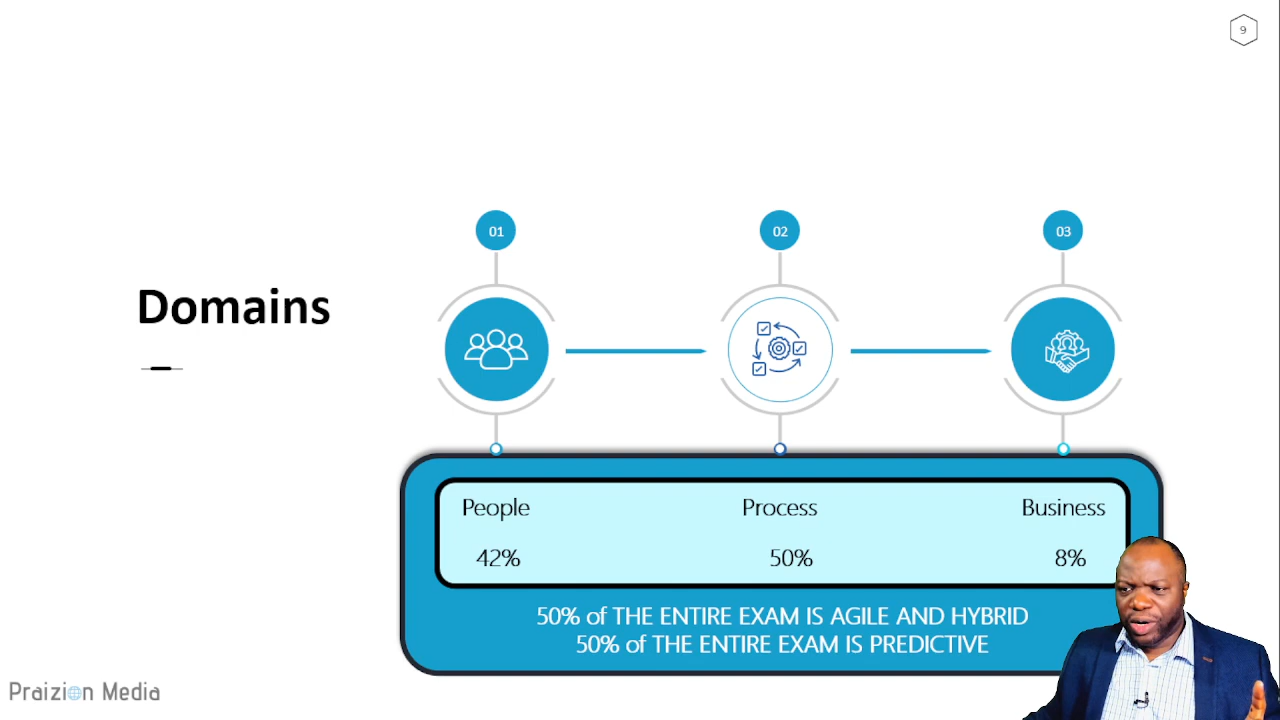 9
01
02
03
Domains
People
Process
Business
42%
50%
8%
50% of THE ENTIRE EXAM IS AGILE AND HYBRID
50% of THE ENTIRE EXAM IS PREDICTIVE
Praizion Media